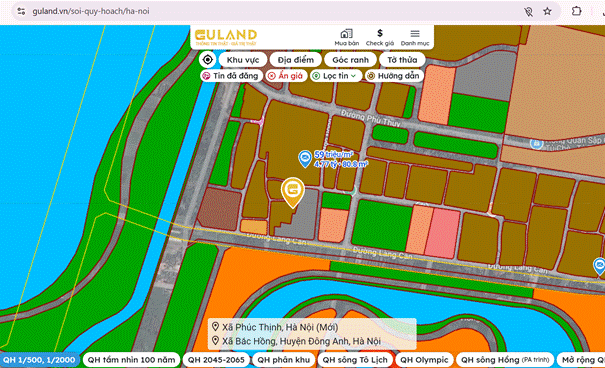 guland.vn/soi-quy-hoach/ha-noi
GULAND
THÔNG TIN THẬT - GIÁ TRỊ THẬT
Mua bán
Check giá
Danh mục
Khu vực
Địa điểm
Góc ranh
Tờ thửa
Tin đã đăng
Ẩn giá
Lọc tin
Hướng dẫn
Đường Phù Thụy
59 triệu/m²
4.77 tỷ - 80.8 m²
Đường Lang Can
Đường Lang Can
Đường Lang Can
Xã Phúc Thịnh, Hà Nội (Mới)
Xã Bắc Hồng, Huyện Đông Anh, Hà Nội
QH 1/500, 1/2000
QH tầm nhìn 100 năm
QH 2045-2065
QH phân khu
QH sông Tô Lịch
QH Olympic
QH sông Hồng (PA trình)
Mở rộng Q